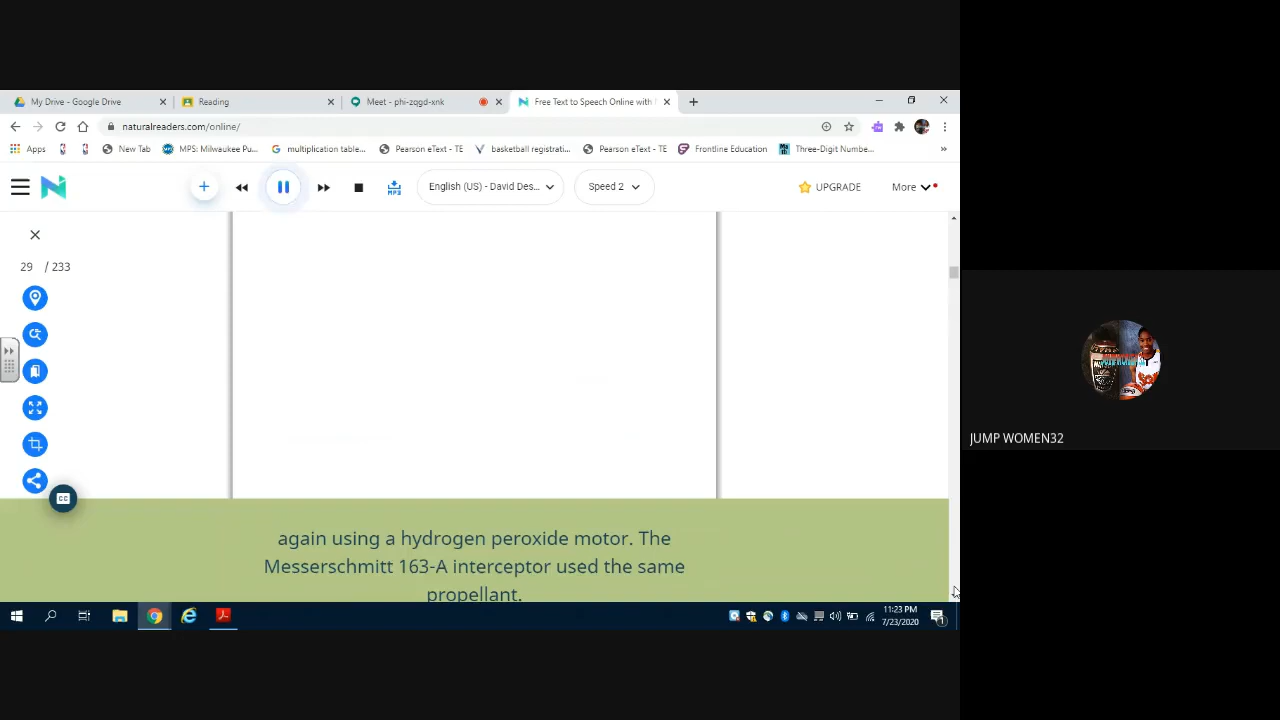 My Drive - Google Drive
Reading
Meet - phi-zqgd-xnk
Free Text to Speech Online with
naturalreaders.com/online/
Apps
New Tab
MPS: Milwaukee Pu...
multiplication table...
Pearson eText - TE
basketball registrati...
Pearson eText - TE
Frontline Education
Three-Digit Numbe...
»
MP3
English (US) - David Des...
Speed 2
UPGRADE
More
29 / 233
CC
again using a hydrogen peroxide motor. The
Messerschmitt 163-A interceptor used the same
propellant.
11:23 PM
7/23/2020
1
JUMP WOMEN32